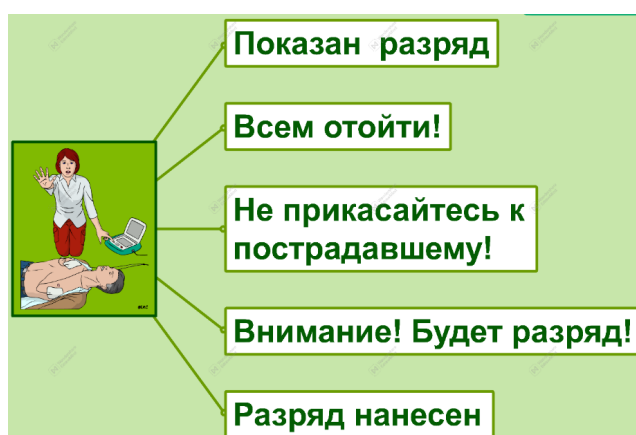 Показан разряд
Всем отойти!
Не прикасайтесь к
пострадавшему!
Внимание! Будет разряд!
Разряд нанесен